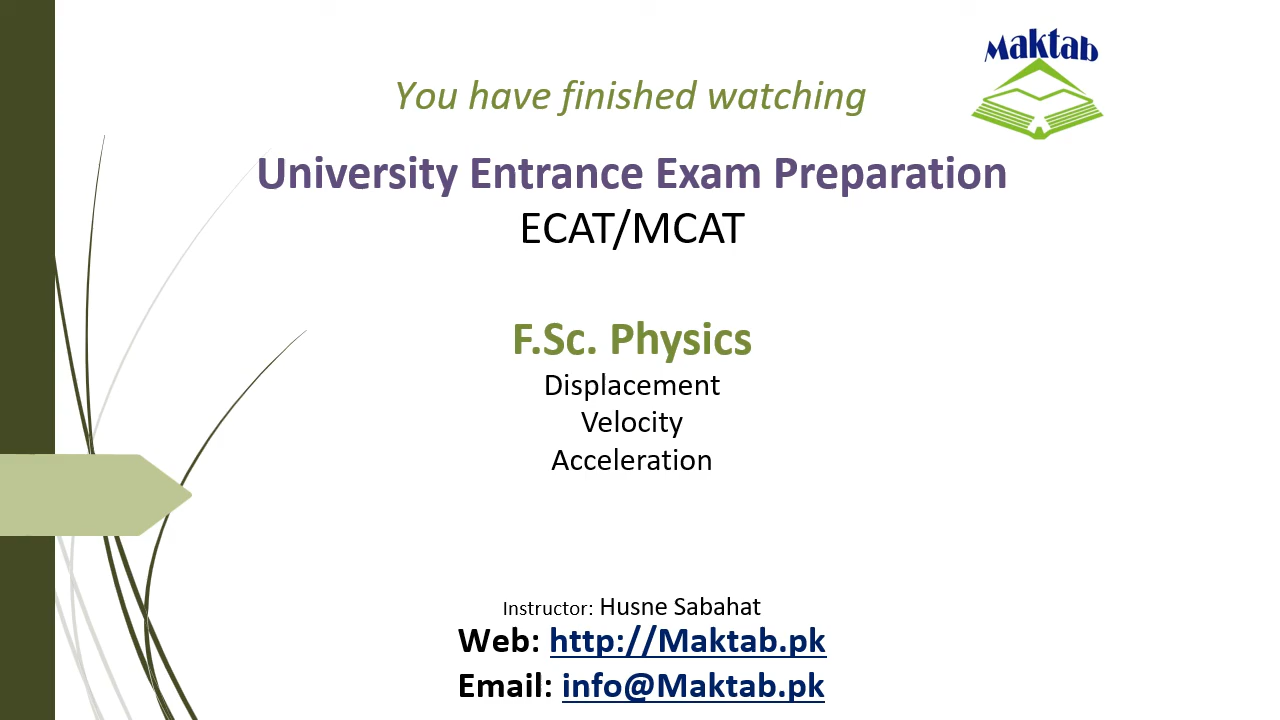 Maktab
You have finished watching
University Entrance Exam Preparation
ECAT/MCAT
F.Sc. Physics
Displacement
Velocity
Acceleration
Instructor: Husne Sabahat
Web: http://Maktab.pk
Email: info@Maktab.pk